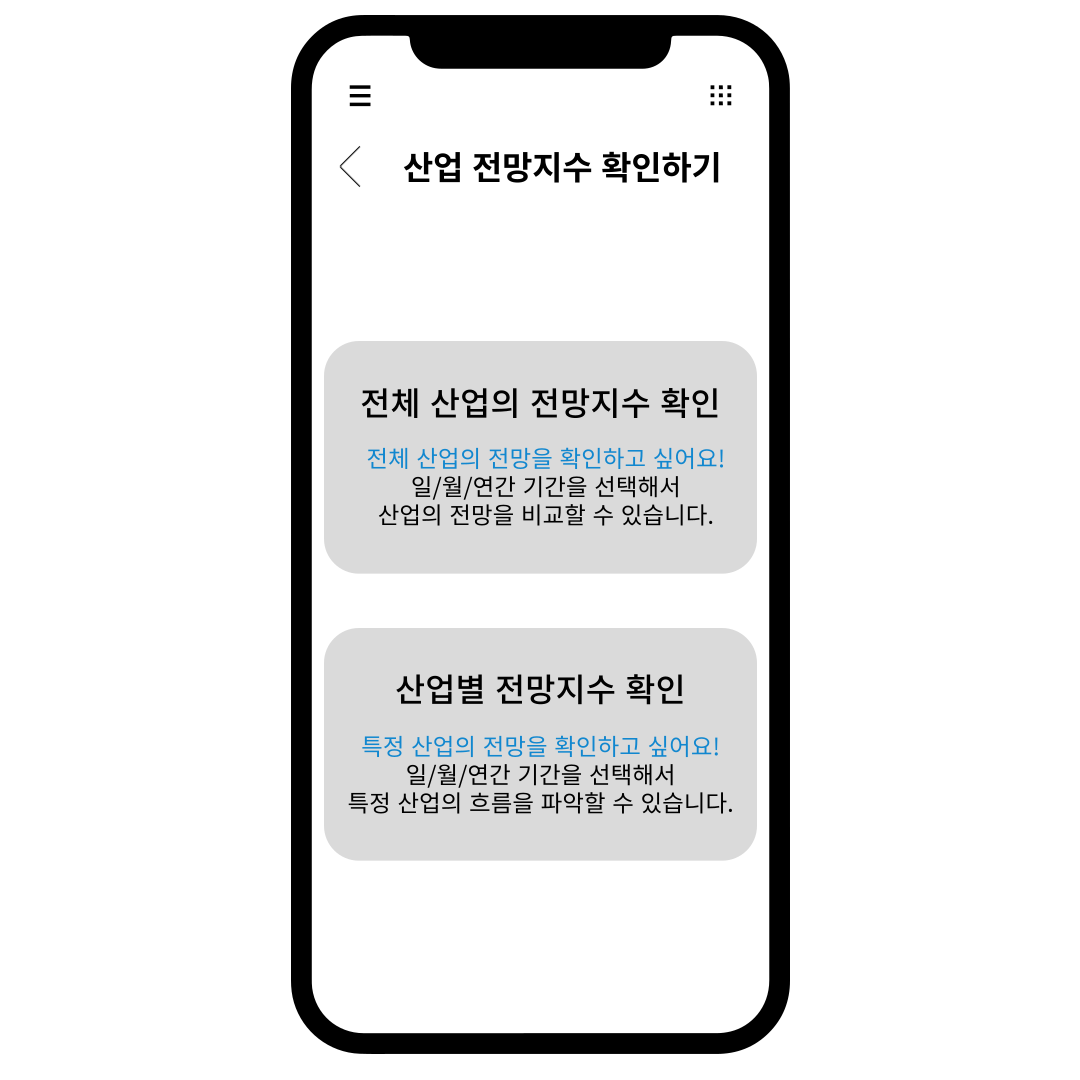 산업 전망지수 확인하기
전체 산업의 전망지수 확인
전체 산업의 전망을 확인하고 싶어요!
일/월/연간 기간을 선택해서
산업의 전망을 비교할 수 있습니다.
산업별 전망지수 확인
특정 산업의 전망을 확인하고 싶어요!
일/월/연간 기간을 선택해서
특정 산업의 흐름을 파악할 수 있습니다.